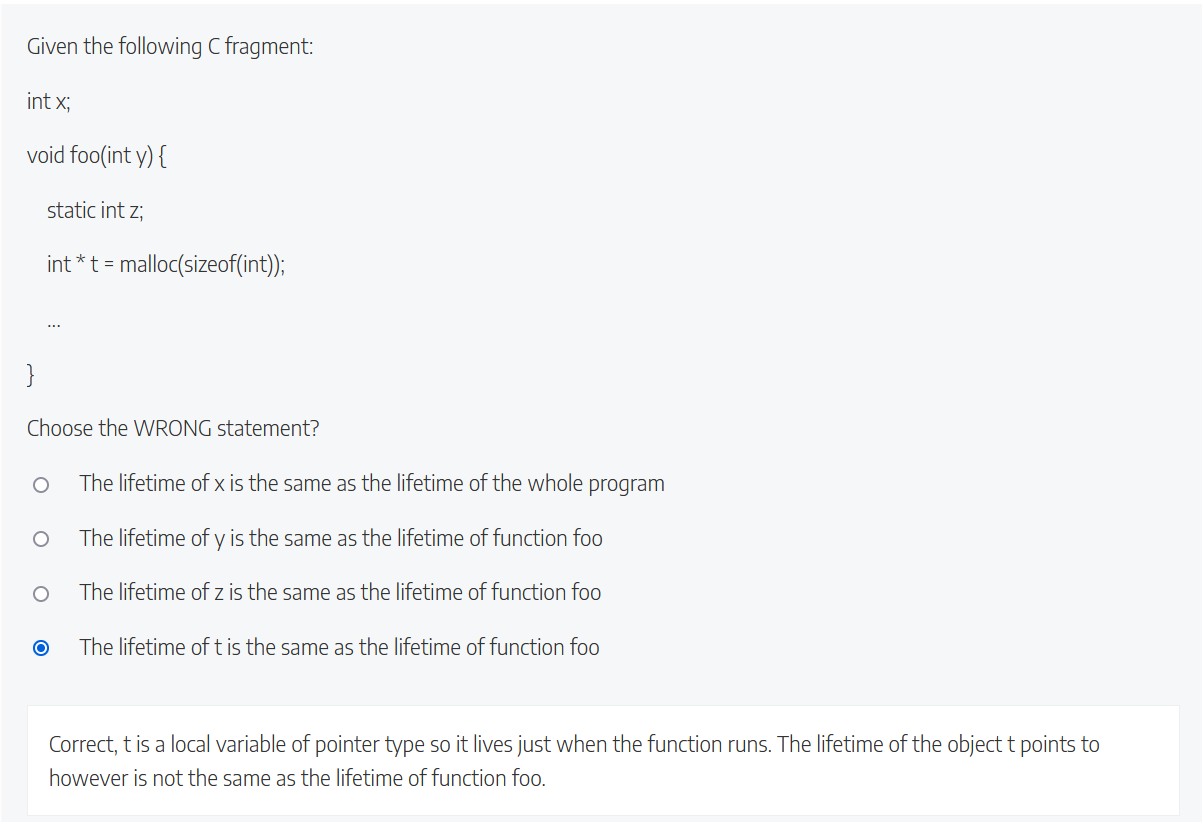 Given the following C fragment:
int x;
void foo(int y) {
static int z;
int * t = malloc(sizeof(int));
...
}
Choose the WRONG statement?
The lifetime of x is the same as the lifetime of the whole program
The lifetime of y is the same as the lifetime of function foo
The lifetime of z is the same as the lifetime of function foo
The lifetime of t is the same as the lifetime of function foo
Correct, t is a local variable of pointer type so it lives just when the function runs. The lifetime of the object t points to
however is not the same as the lifetime of function foo.